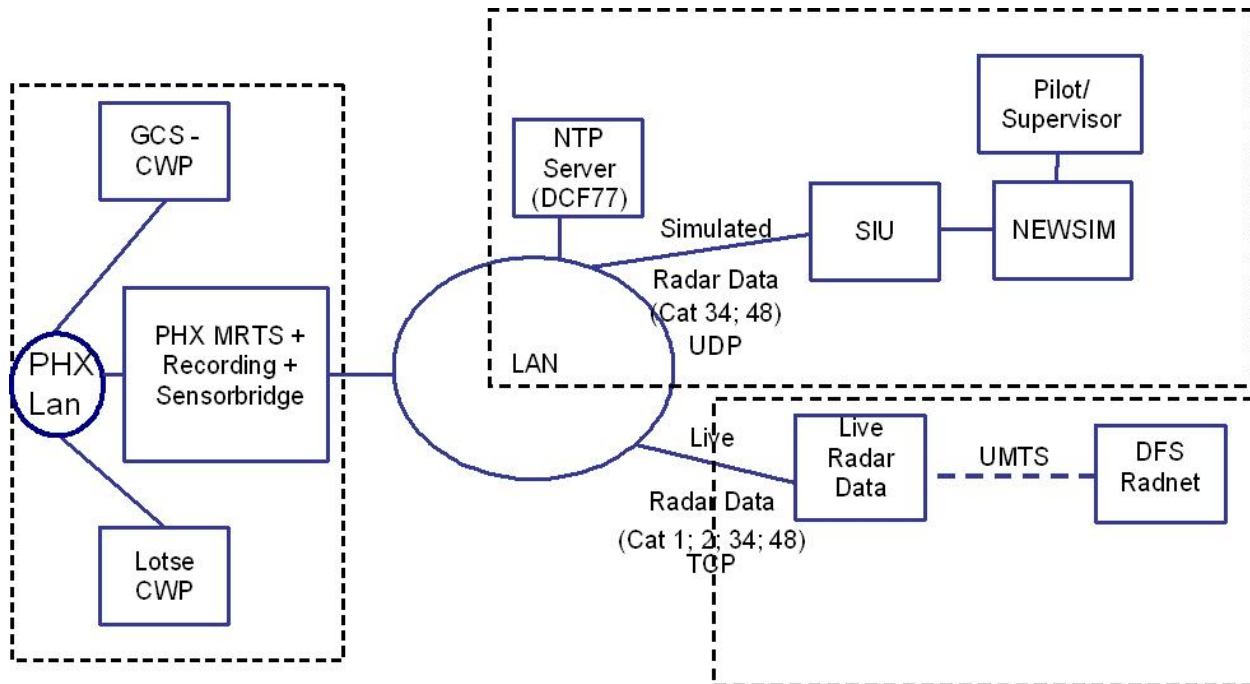 GCS -
CWP
PHX
Lan
PHX MRTS +
Recording +
Sensorbridge
Lotse
CWP
LAN
NTP
Server
(DCF77)
Simulated
Radar Data
(Cat 34; 48)
UDP
SIU
Pilot/
Supervisor
NEWSIM
Live
Radar Data
(Cat 1; 2; 34; 48)
TCP
Live
Radar
Data
UMTS
DFS
Radnet